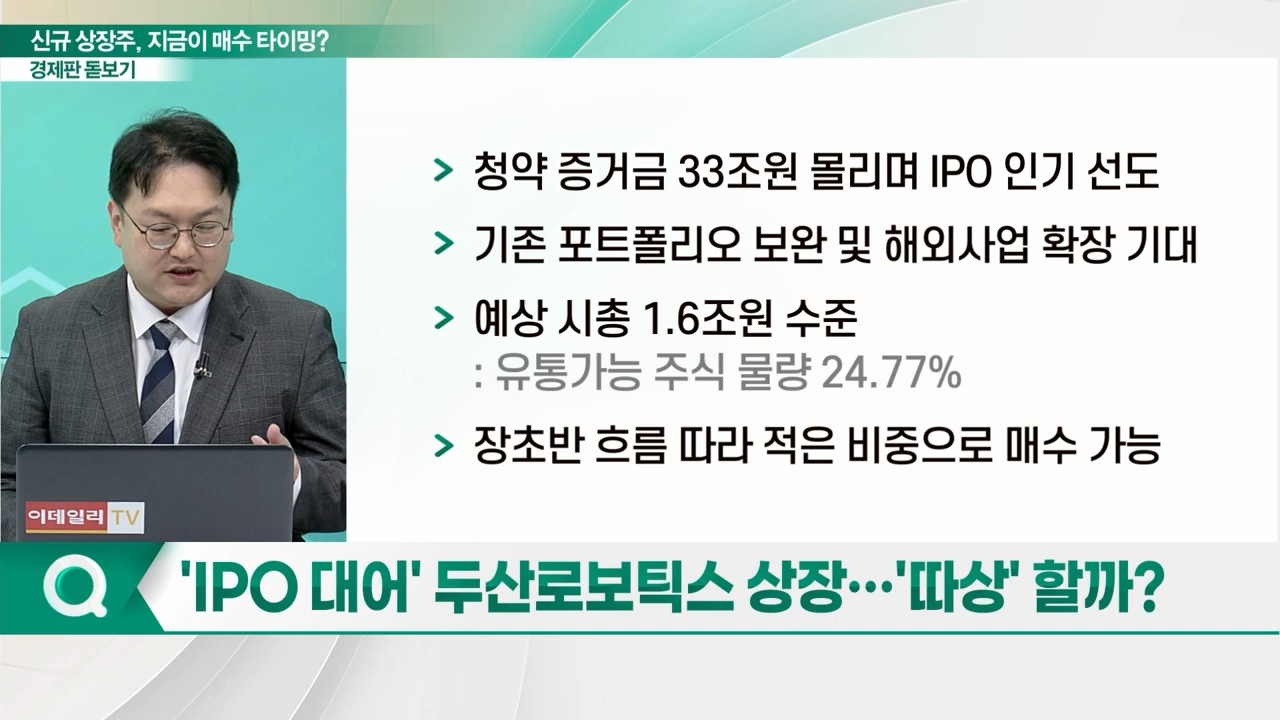 신규 상장주, 지금이 매수 타이밍?
경제판 돋보기
> 청약 증거금 33조원 몰리며 IPO 인기 선도
> 기존 포트폴리오 보완 및 해외사업 확장 기대
> 예상 시총 1.6조원 수준
: 유통가능 주식 물량 24.77%
> 장초반 흐름 따라 적은 비중으로 매수 가능
이데일리 TV
'IPO 대어' 두산로보틱스 상장…'따상' 할까?